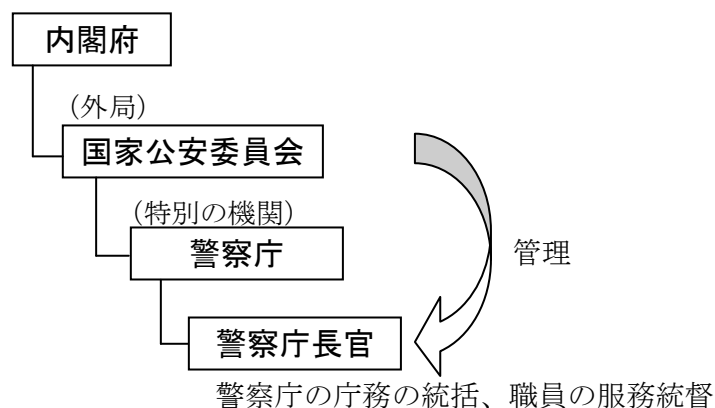 内閣府
（外局）
国家公安委員会
（特別の機関）
警察庁
管理
警察庁長官
警察庁の庁務の統括、職員の服務統督